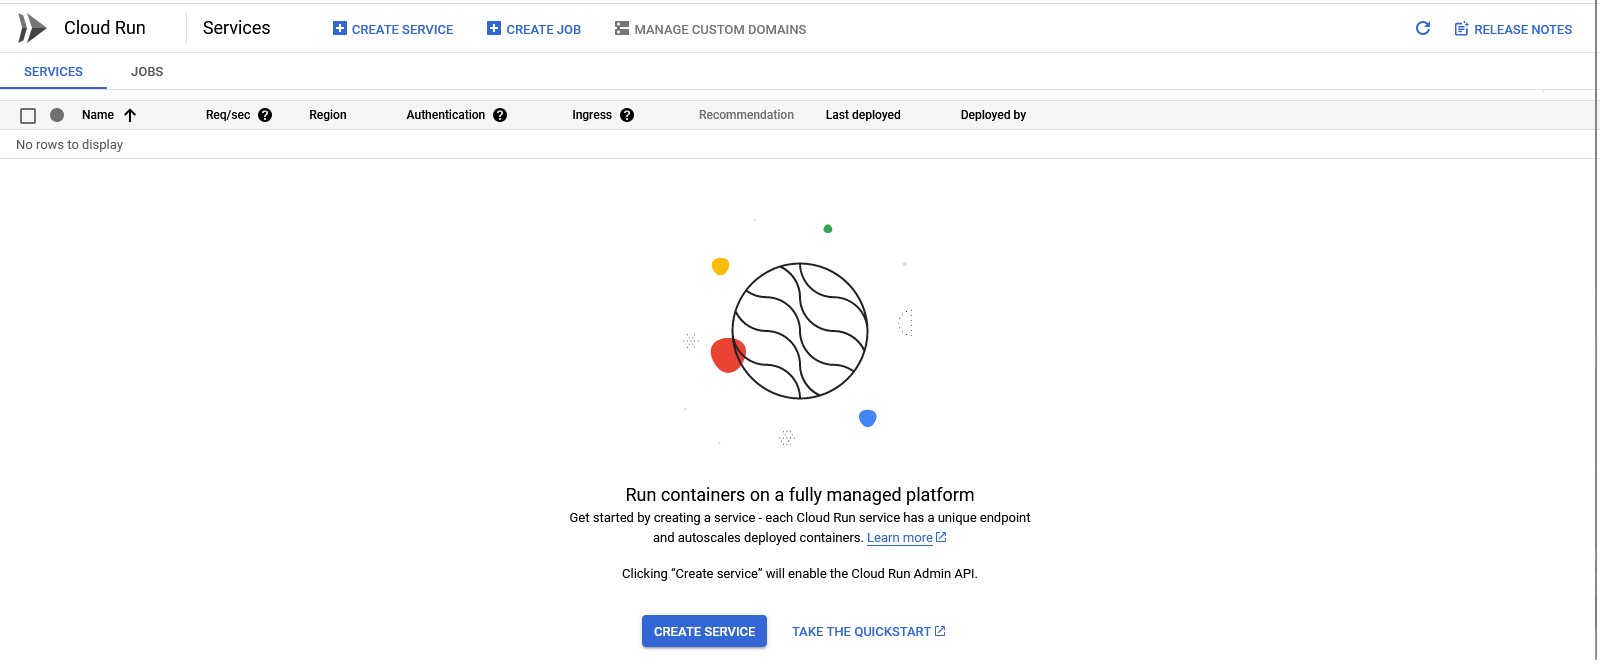 Cloud Run Services CREATE SERVICE CREATE JOB MANAGE CUSTOM DOMAINS RELEASE NOTES
SERVICES JOBS
Name Req/sec ? Region Authentication ? Ingress ? Recommendation Last deployed Deployed by
No rows to display
Run containers on a fully managed platform
Get started by creating a service - each Cloud Run service has a unique endpoint
and autoscales deployed containers. Learn more
Clicking “Create service” will enable the Cloud Run Admin API.
CREATE SERVICE TAKE THE QUICKSTART